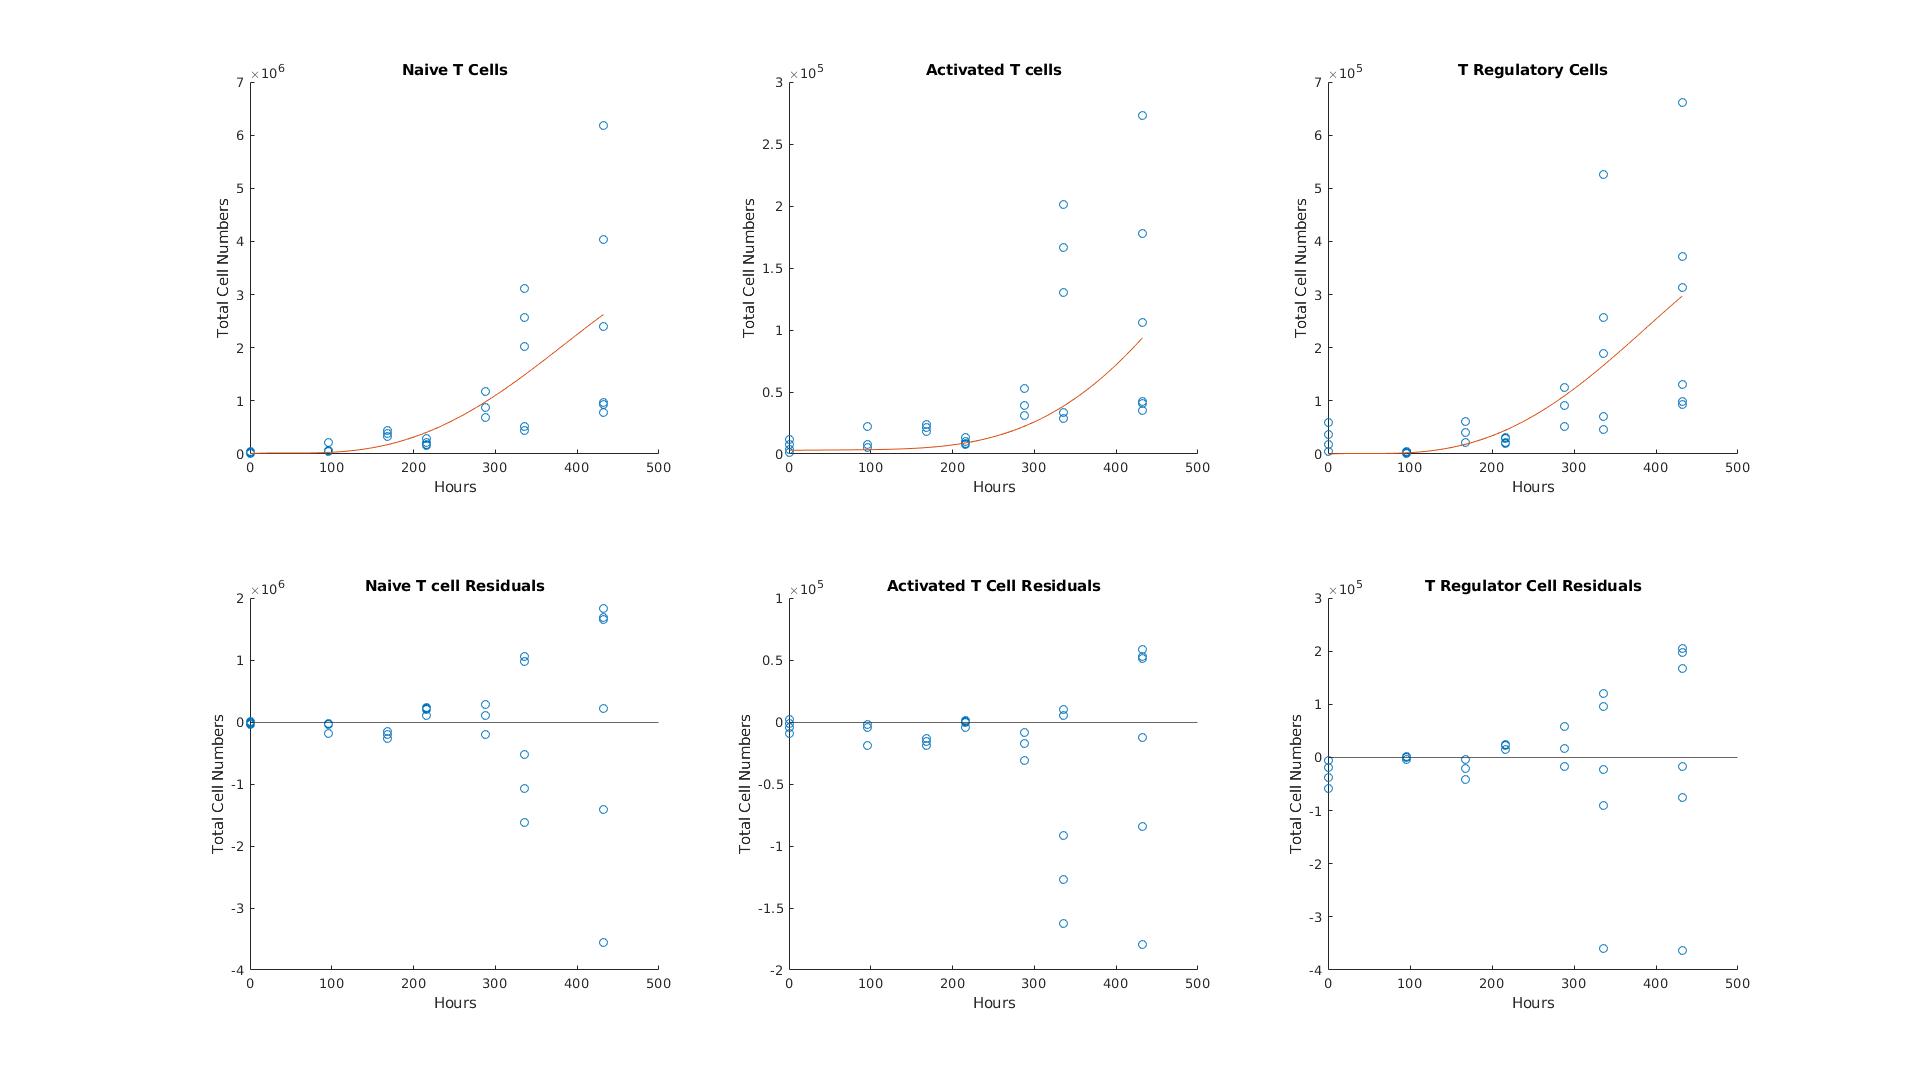 Naive T Cells
×10^6
7
6
5
4
3
2
1
0
Total Cell Numbers
0 100 200 300 400 500
Hours
Activated T cells
×10^5
3
2.5
2
1.5
1
0.5
0
Total Cell Numbers
0 100 200 300 400 500
Hours
T Regulatory Cells
×10^5
7
6
5
4
3
2
1
0
Total Cell Numbers
0 100 200 300 400 500
Hours
Naive T cell Residuals
×10^6
2
1
0
-1
-2
-3
-4
Total Cell Numbers
0 100 200 300 400 500
Hours
Activated T Cell Residuals
×10^5
1
0.5
0
-0.5
-1
-1.5
-2
Total Cell Numbers
0 100 200 300 400 500
Hours
T Regulator Cell Residuals
×10^5
3
2
1
0
-1
-2
-3
-4
Total Cell Numbers
0 100 200 300 400 500
Hours